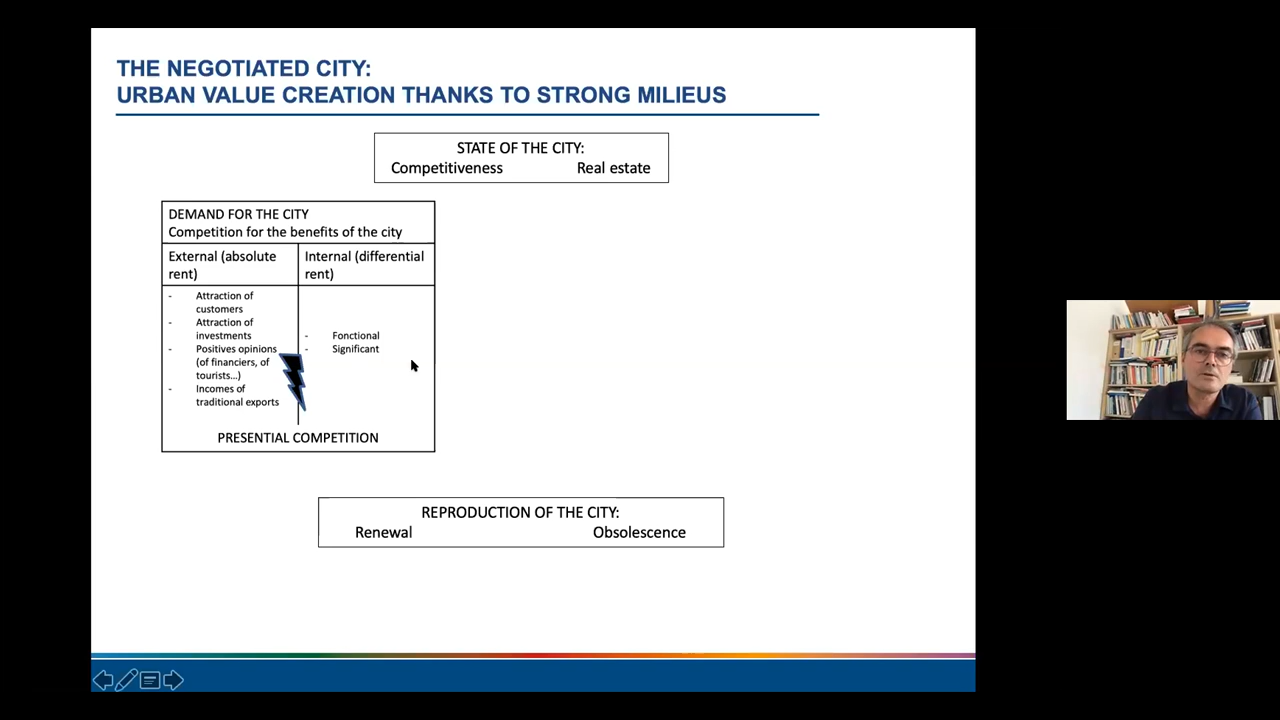 THE NEGOTIATED CITY:
URBAN VALUE CREATION THANKS TO STRONG MILIEUS
STATE OF THE CITY:
Competitiveness Real estate
DEMAND FOR THE CITY
Competition for the benefits of the city
External (absolute
rent)
Internal (differential
rent)
- Attraction of
customers
- Attraction of
investments
- Positives opinions
(of financiers, of
tourists...)
- Incomes of
traditional exports
- Fonctional
- Significant
PRESENTIAL COMPETITION
REPRODUCTION OF THE CITY:
Renewal Obsolescence